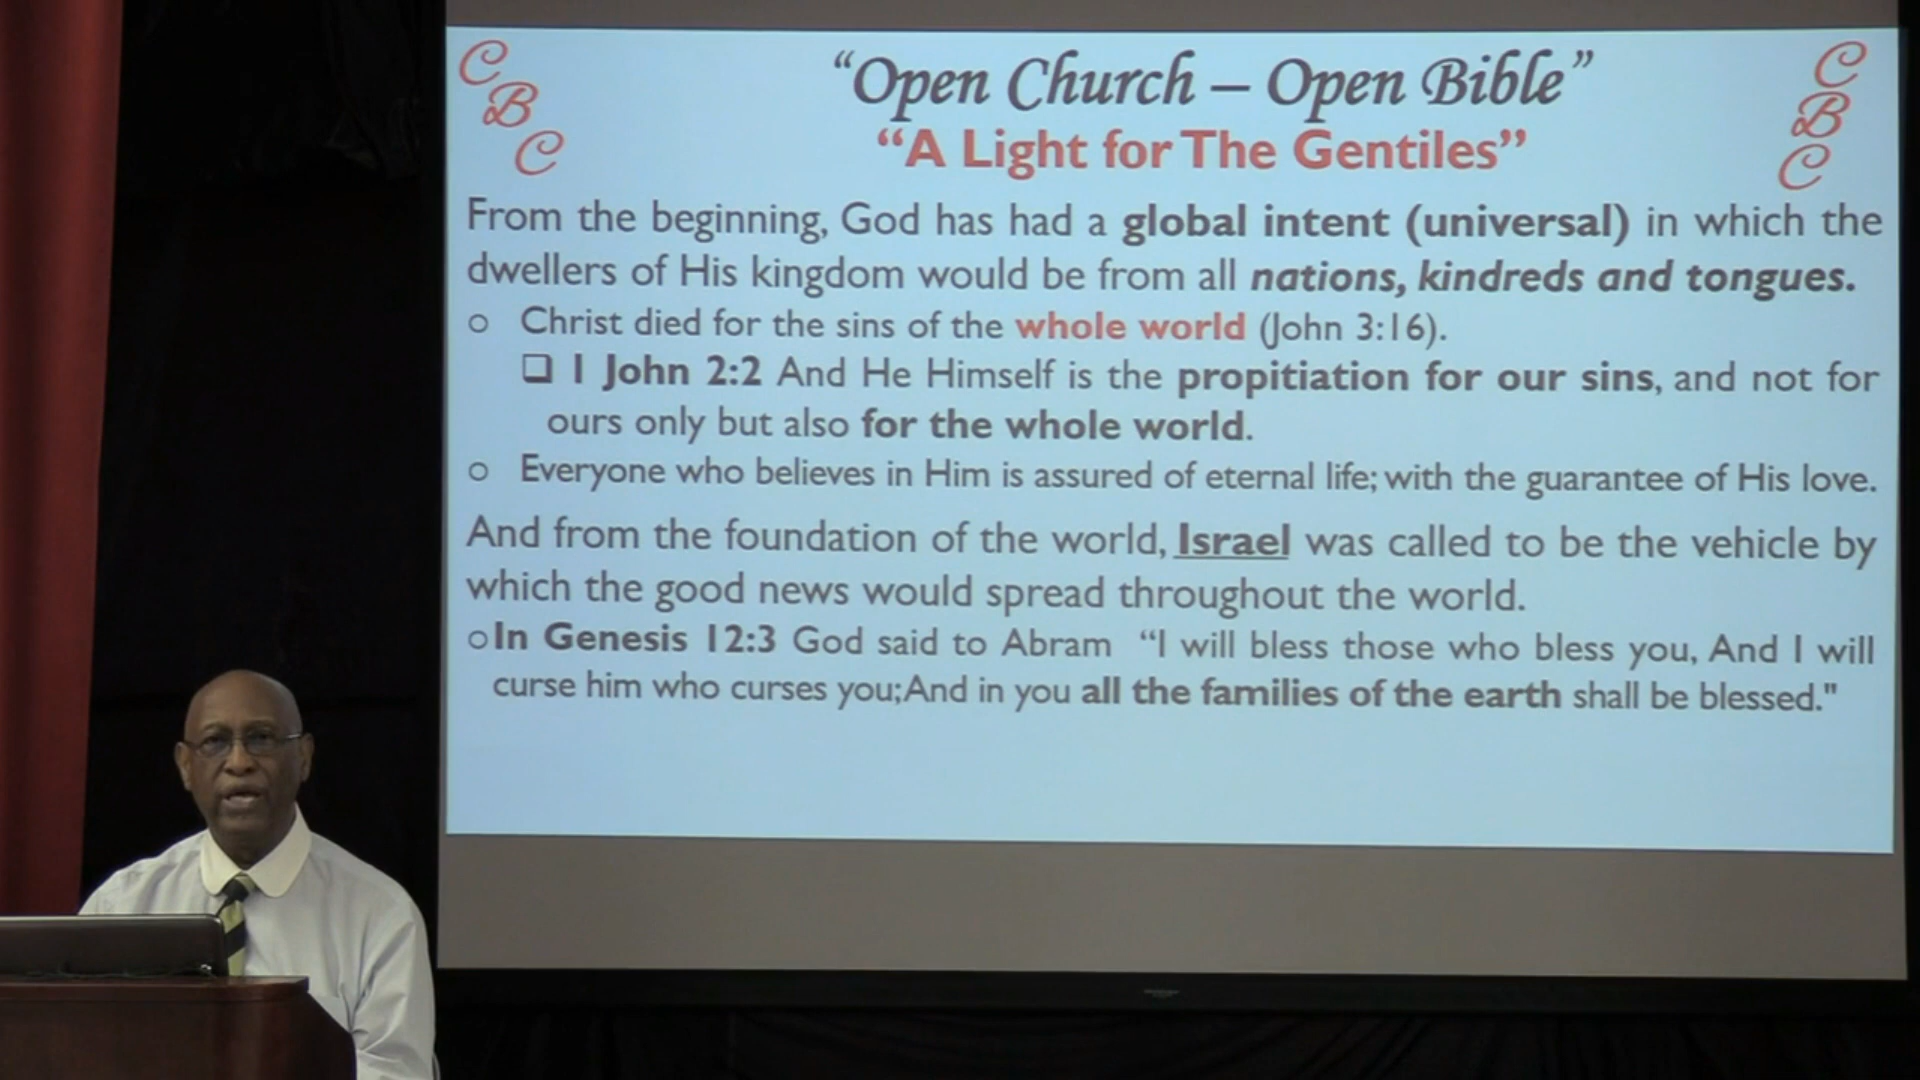 C B C
“Open Church – Open Bible”
C B C
“A Light for The Gentiles”
From the beginning, God has had a global intent (universal) in which the
dwellers of His kingdom would be from all nations, kindreds and tongues.
○ Christ died for the sins of the whole world (John 3:16).
❑ I John 2:2 And He Himself is the propitiation for our sins, and not for
ours only but also for the whole world.
○ Everyone who believes in Him is assured of eternal life; with the guarantee of His love.
And from the foundation of the world, Israel was called to be the vehicle by
which the good news would spread throughout the world.
○ In Genesis 12:3 God said to Abram “I will bless those who bless you, And I will
curse him who curses you; And in you all the families of the earth shall be blessed."